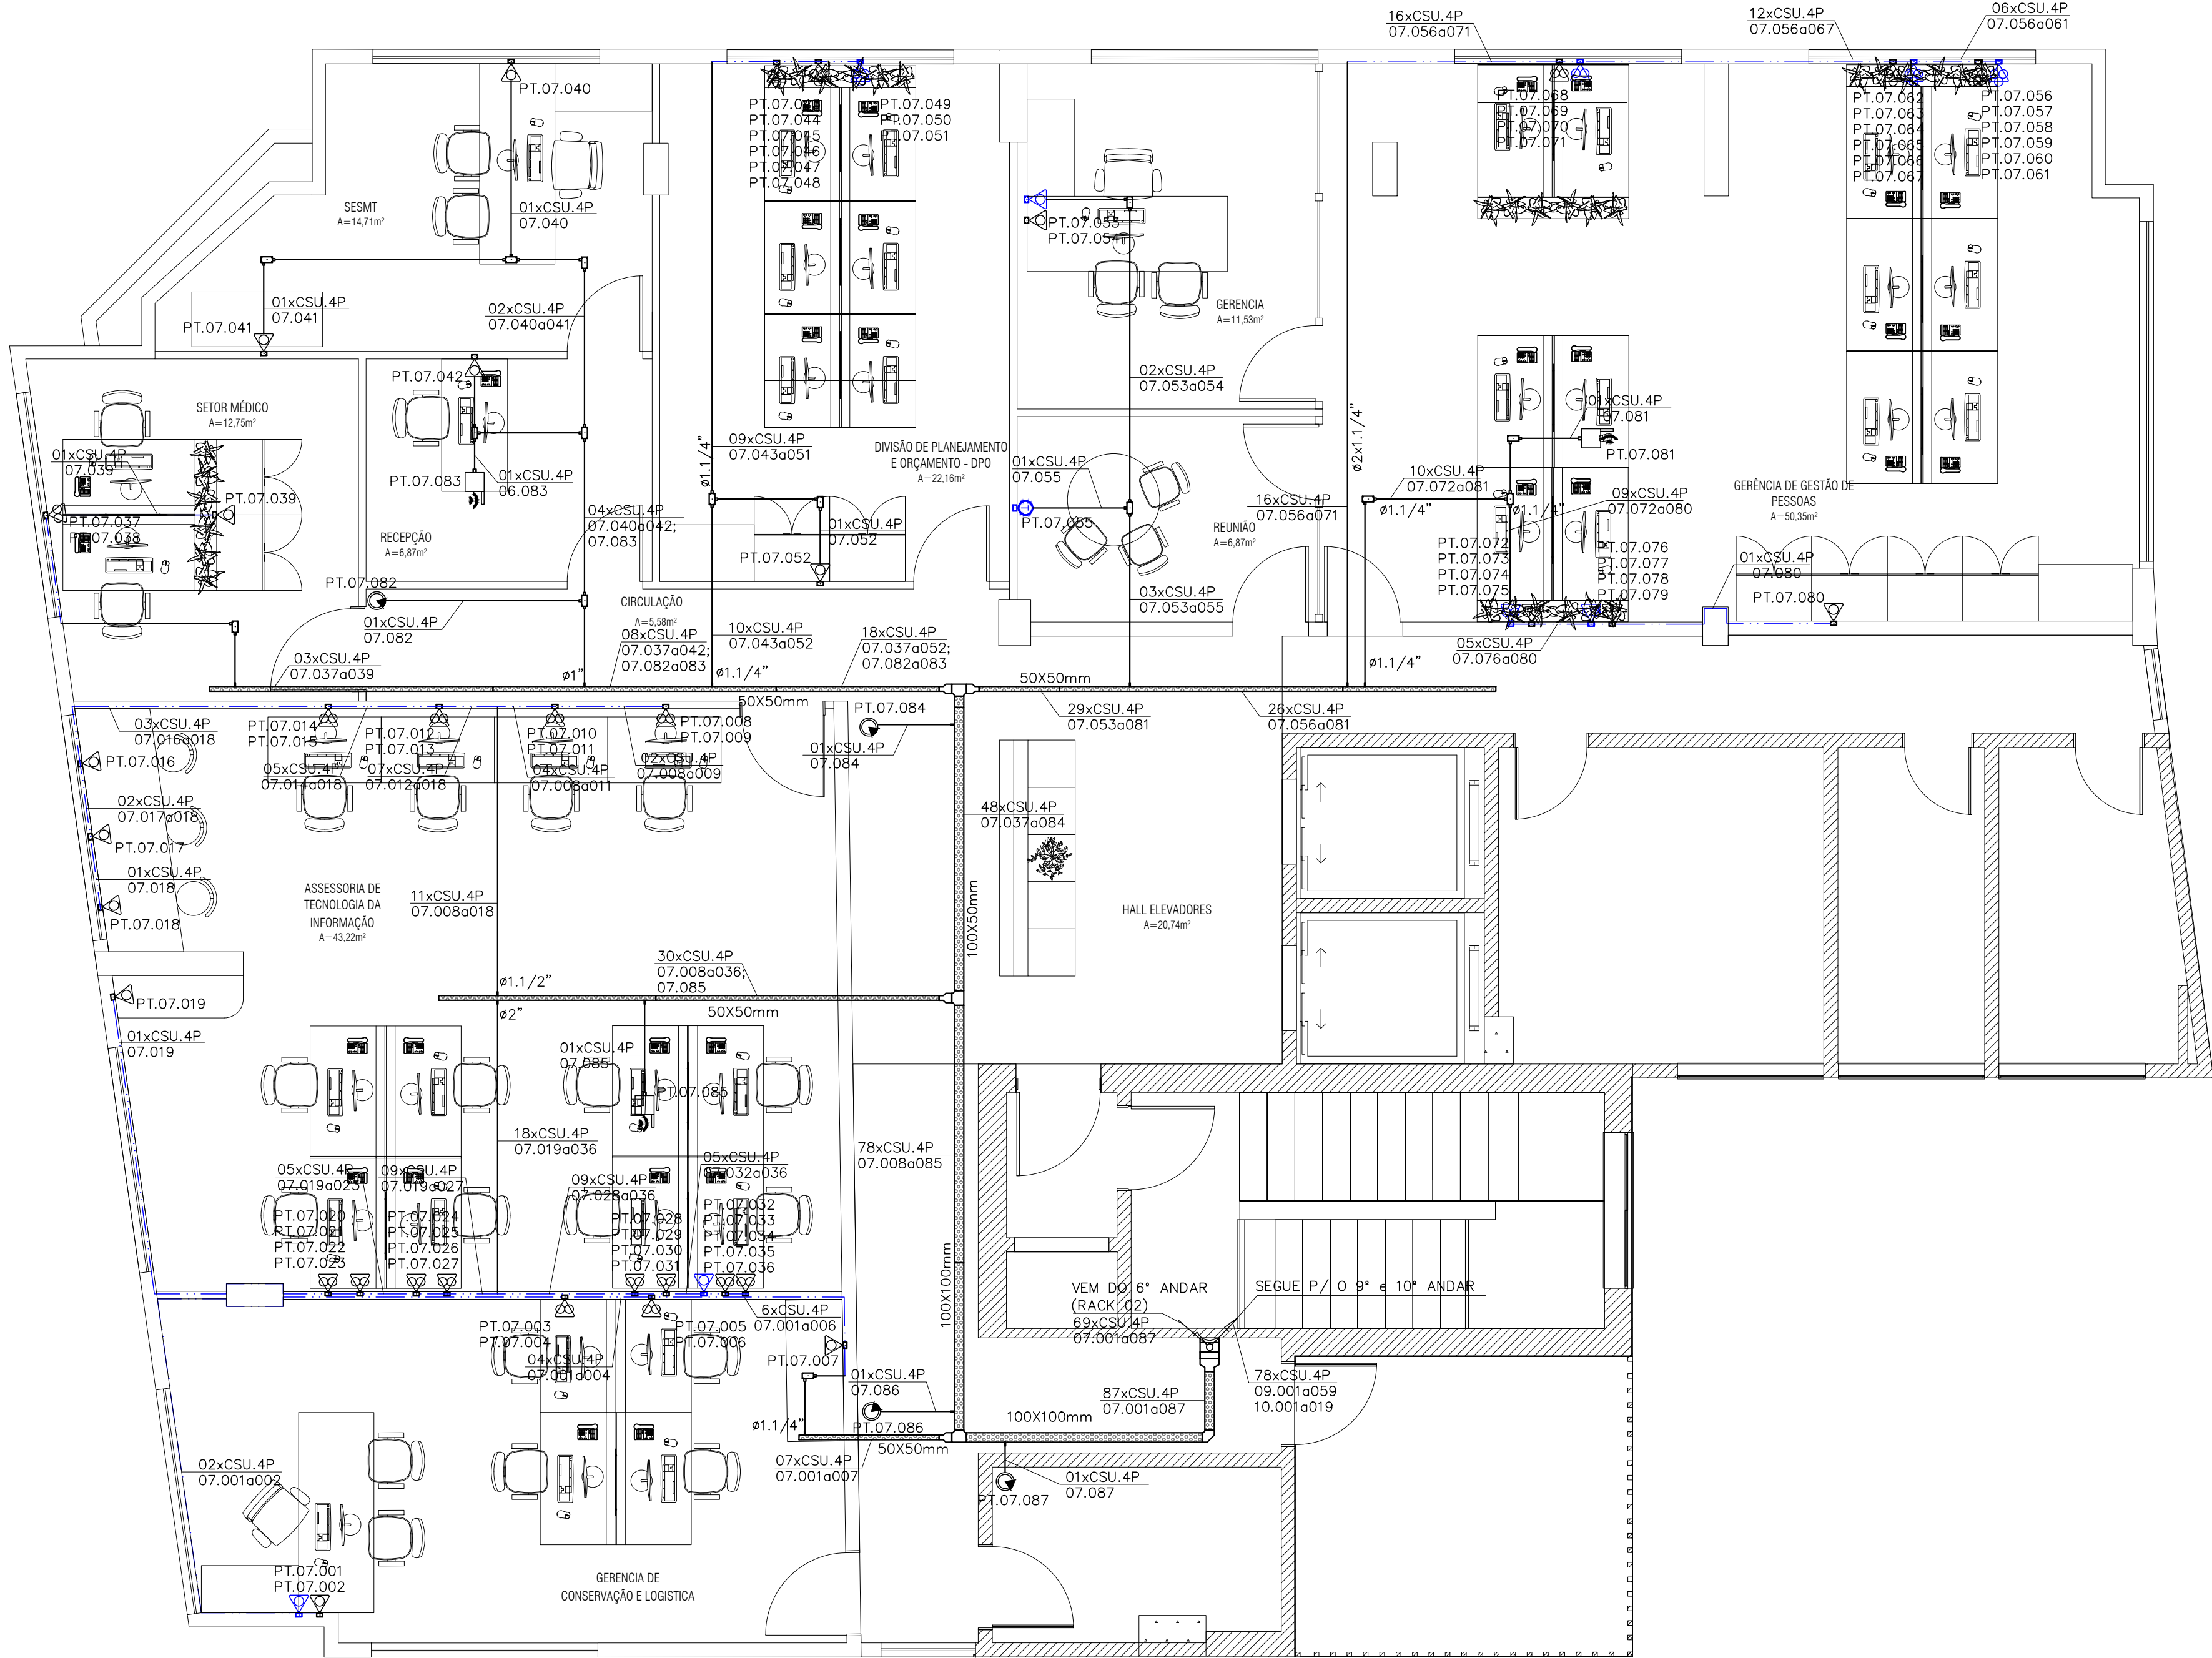 16xCSU.4P
07.056a071
12xCSU.4P
07.056a067
06xCSU.4P
07.056a061
PT.07.040
PT.07.043
PT.07.044
PT.07.045
PT.07.046
PT.07.047
PT.07.048
PT.07.049
PT.07.050
PT.07.051
PT.07.068
PT.07.069
PT.07.070
PT.07.071
PT.07.062
PT.07.063
PT.07.064
PT.07.065
PT.07.066
PT.07.067
PT.07.056
PT.07.057
PT.07.058
PT.07.059
PT.07.060
PT.07.061
SESMT
A=14,71m²
01xCSU.4P
07.040
PT.07.053
PT.07.054
01xCSU.4P
07.041
PT.07.041
02xCSU.4P
07.040a041
GERENCIA
A=11,53m²
PT.07.042
02xCSU.4P
07.053a054
SETOR MÉDICO
A=12,75m²
01xCSU.4P
07.081
PT.07.081
ø1.1/4"
09xCSU.4P
07.043a051
DIVISÃO DE PLANEJAMENTO
E ORÇAMENTO - DPO
A=22,16m²
ø2x1.1/4"
01xCSU.4P
07.039
PT.07.039
PT.07.037
PT.07.038
PT.07.083
01xCSU.4P
06.083
01xCSU.4P
07.055
PT.07.055
10xCSU.4P
07.072a081
09xCSU.4P
07.072a080
ø1.1/4"
ø1.1/4"
GERÊNCIA DE GESTÃO DE
PESSOAS
A=50,35m²
RECEPÇÃO
A=6,87m²
04xCSU.4P
07.040a042;
07.083
01xCSU.4P
07.052
PT.07.052
REUNIÃO
A=6,87m²
16xCSU.4P
07.056a071
PT.07.072
PT.07.073
PT.07.074
PT.07.075
PT.07.076
PT.07.077
PT.07.078
PT.07.079
01xCSU.4P
07.080
PT.07.080
PT.07.082
01xCSU.4P
07.082
CIRCULAÇÃO
A=5,58m²
08xCSU.4P
07.037a042;
07.082a083
10xCSU.4P
07.043a052
18xCSU.4P
07.037a052;
07.082a083
03xCSU.4P
07.053a055
05xCSU.4P
07.076a080
03xCSU.4P
07.037a039
ø1"
ø1.1/4"
ø1.1/4"
50X50mm
50X50mm
29xCSU.4P
07.053a081
26xCSU.4P
07.056a081
03xCSU.4P
07.016a018
PT.07.014
PT.07.015
PT.07.012
PT.07.013
PT.07.010
PT.07.011
PT.07.008
PT.07.009
PT.07.084
01xCSU.4P
07.084
PT.07.016
05xCSU.4P
07.014a018
07xCSU.4P
07.012a018
04xCSU.4P
07.008a011
02xCSU.4P
07.008a009
02xCSU.4P
07.017a018
PT.07.017
48xCSU.4P
07.037a084
01xCSU.4P
07.018
PT.07.018
ASSESSORIA DE
TECNOLOGIA DA
INFORMAÇÃO
A=43,22m²
11xCSU.4P
07.008a018
100X50mm
HALL ELEVADORES
A=20,74m²
30xCSU.4P
07.008a036;
07.085
ø1.1/2"
ø2"
50X50mm
PT.07.019
01xCSU.4P
07.019
01xCSU.4P
07.085
PT.07.085
18xCSU.4P
07.019a036
78xCSU.4P
07.008a085
05xCSU.4P
07.019a023
09xCSU.4P
07.019a027
09xCSU.4P
07.028a036
05xCSU.4P
07.032a036
PT.07.020
PT.07.021
PT.07.022
PT.07.023
PT.07.024
PT.07.025
PT.07.026
PT.07.027
PT.07.028
PT.07.029
PT.07.030
PT.07.031
PT.07.032
PT.07.033
PT.07.034
PT.07.035
PT.07.036
100X100mm
VEM DO 6° ANDAR
(RACK 02)
69xCSU.4P
07.001a087
SEGUE P/ O 9° e 10° ANDAR
6xCSU.4P
07.001a006
PT.07.003
PT.07.004
PT.07.005
PT.07.006
PT.07.007
04xCSU.4P
07.001a004
01xCSU.4P
07.086
PT.07.086
87xCSU.4P
07.001a087
78xCSU.4P
09.001a059
10.001a019
ø1.1/4"
100X100mm
50X50mm
07xCSU.4P
07.001a007
02xCSU.4P
07.001a002
01xCSU.4P
07.087
PT.07.087
PT.07.001
PT.07.002
GERENCIA DE
CONSERVAÇÃO E LOGISTICA